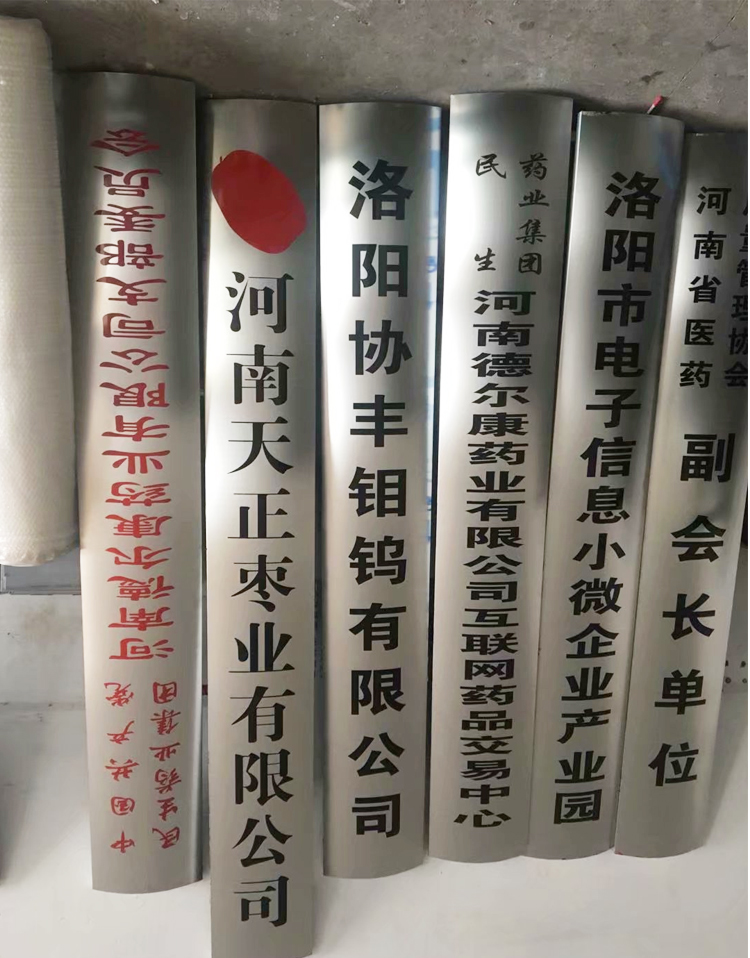 中国共产党
民生药业集团
河南德尔康药业有限公司支部委员会
河南天正枣业有限公司
洛阳协丰钼钨有限公司
民生
药业集团
河南德尔康药业有限公司互联网药品交易中心
洛阳市电子信息小微企业产业园
河南省医药
量管理协会
副会长单位